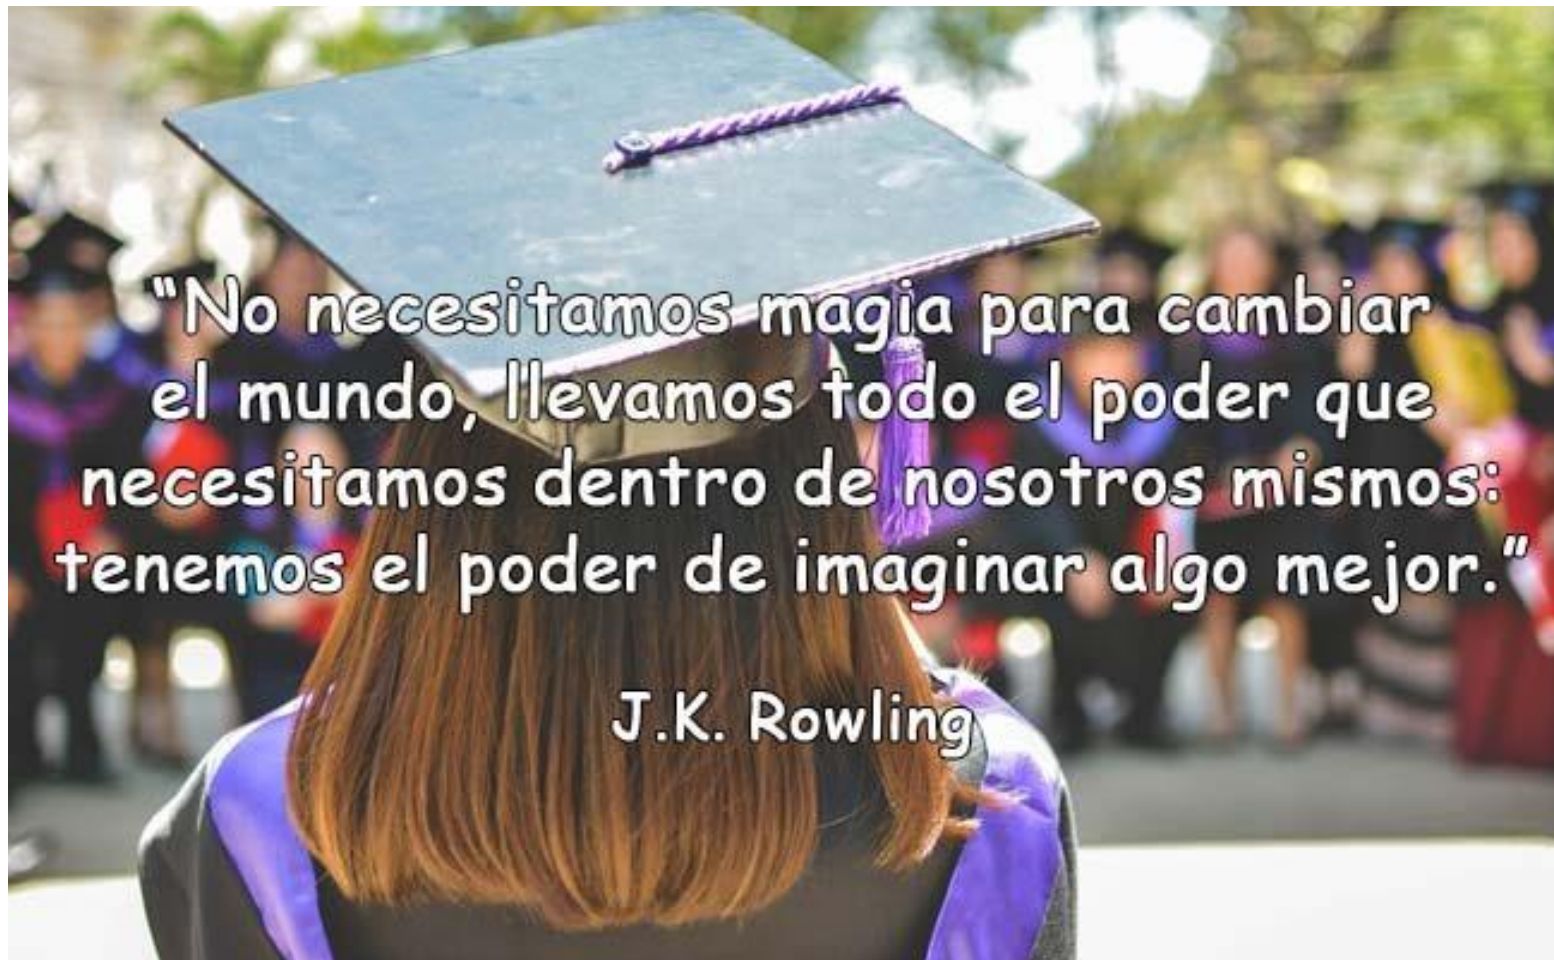 “No necesitamos magia para cambiar
el mundo, llevamos todo el poder que
necesitamos dentro de nosotros mismos:
tenemos el poder de imaginar algo mejor.”
J.K. Rowling